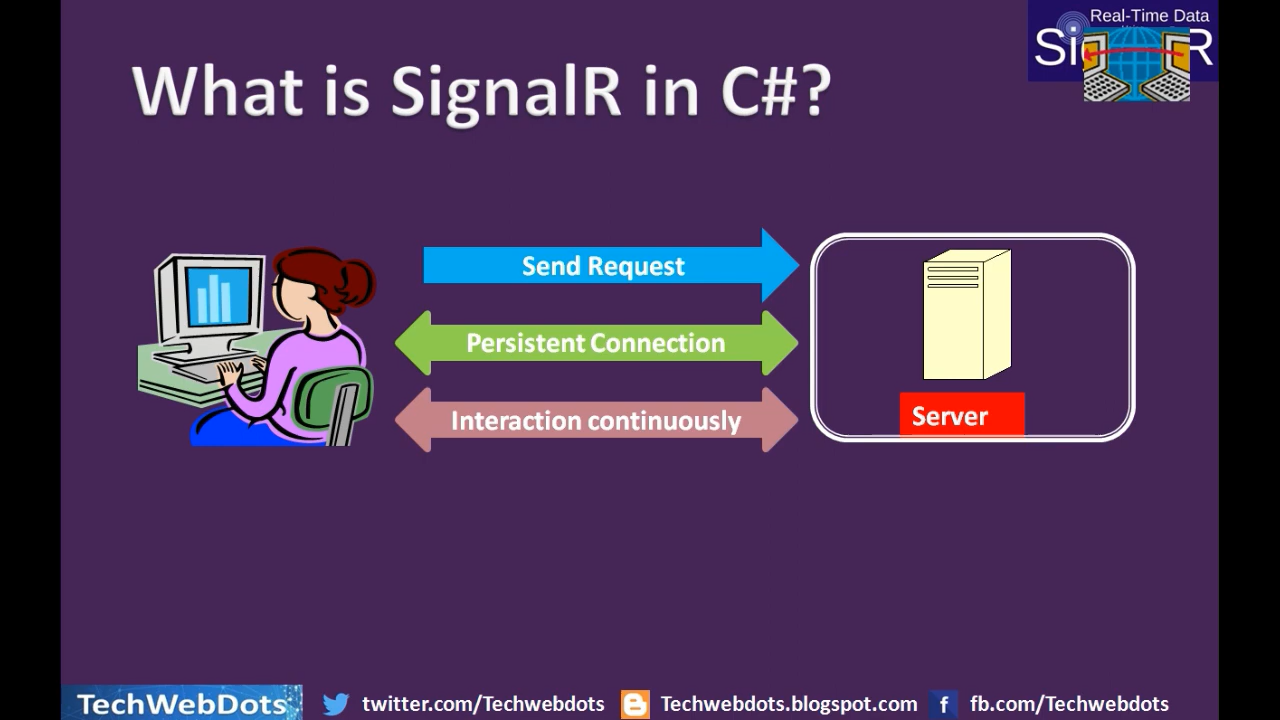 Real-Time Data
What is SignalR in C#?
Send Request
Persistent Connection
Interaction continuously
Server
TechWebDots
twitter.com/Techwebdots
Techwebdots.blogspot.com
fb.com/Techwebdots